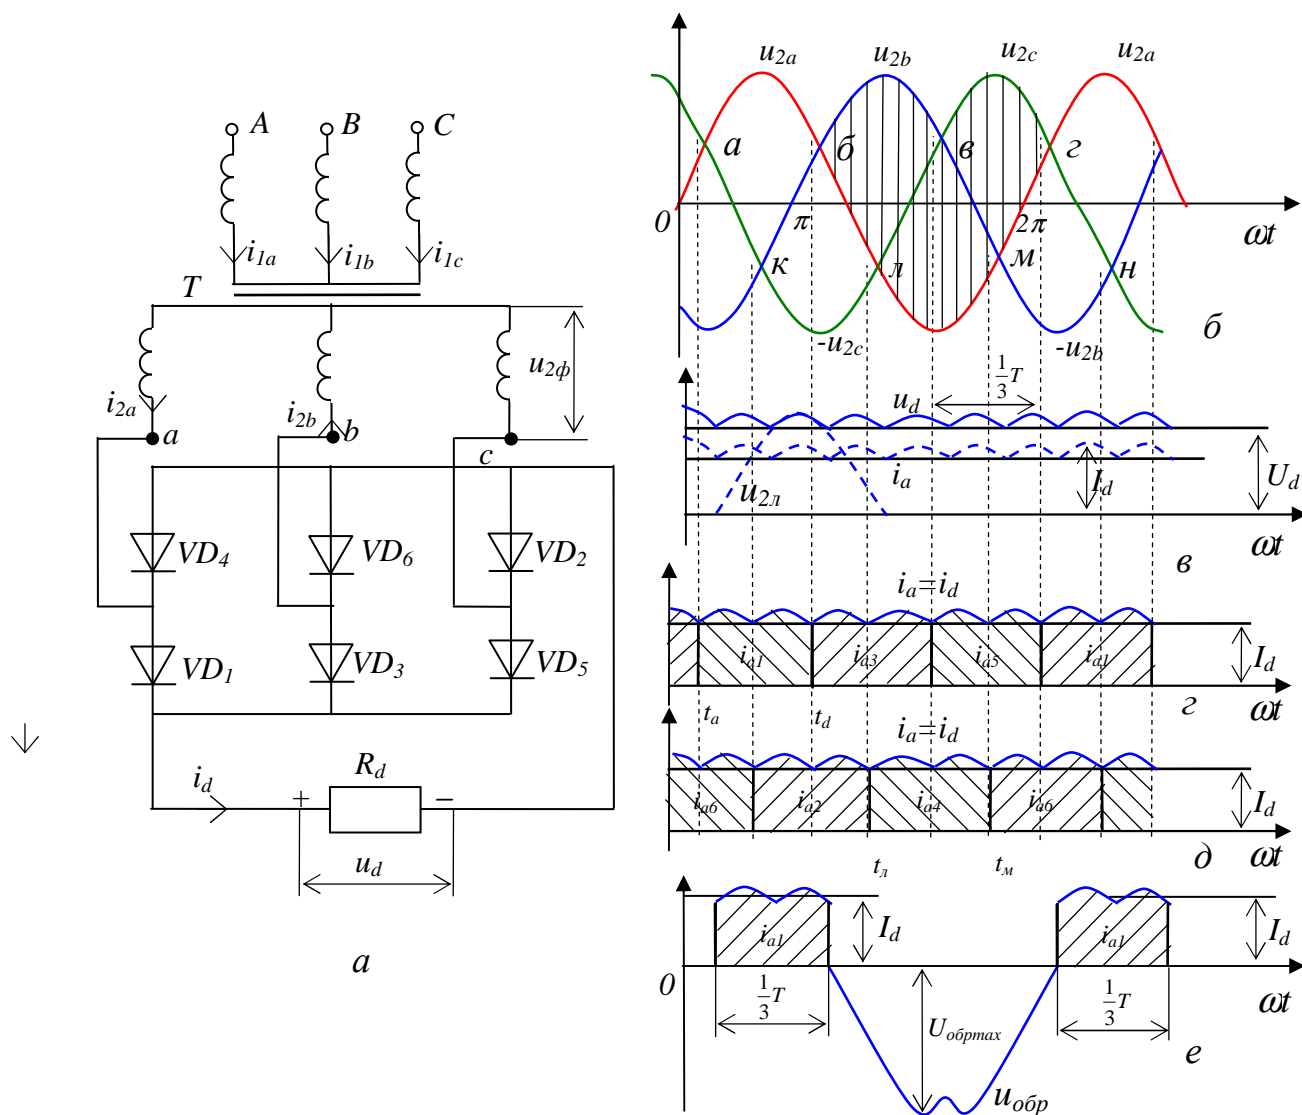 A B C
i1a i1b i1c
T
u2ф
i2a i2b
a b c
VD4 VD6 VD2
VD1 VD3 VD5
id + Rd −
ud
а
u2a u2b u2c u2a
а б в г
0 π 2π ωt
к л м н
-u2c -u2b б
1/3 T
ud
ia Id Ud
u2л
ωt
в
ia=id
ia1 ia3 ia5 ia1 Id
ta td г ωt
ia=id
ia6 ia2 ia4 ia6 Id
д ωt
tл tм
ia1 Id ia1 Id
0 1/3 T 1/3 T ωt
Uобрmax
е
uобр